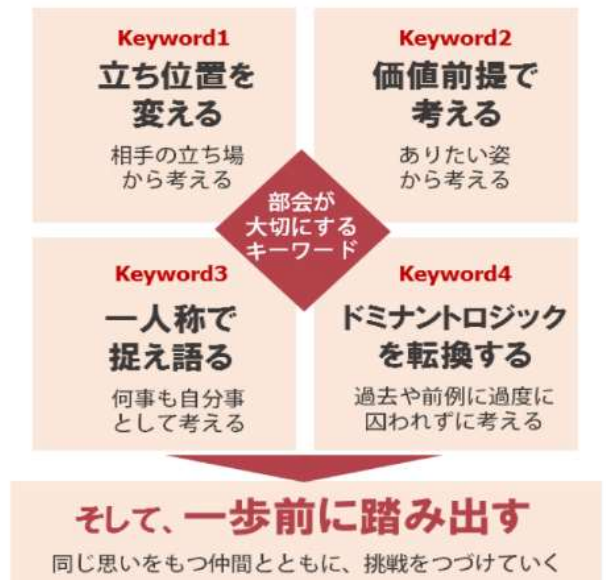 Keyword1
立ち位置を
変える
相手の立ち場
から考える
Keyword2
価値前提で
考える
ありたい姿
から考える
部会が
大切にする
キーワード
Keyword3
一人称で
捉え語る
何事も自分事
として考える
Keyword4
ドミナントロジック
を転換する
過去や前例に過度に
囚われずに考える
そして、一歩前に踏み出す
同じ思いをもつ仲間とともに、挑戦をつづけていく